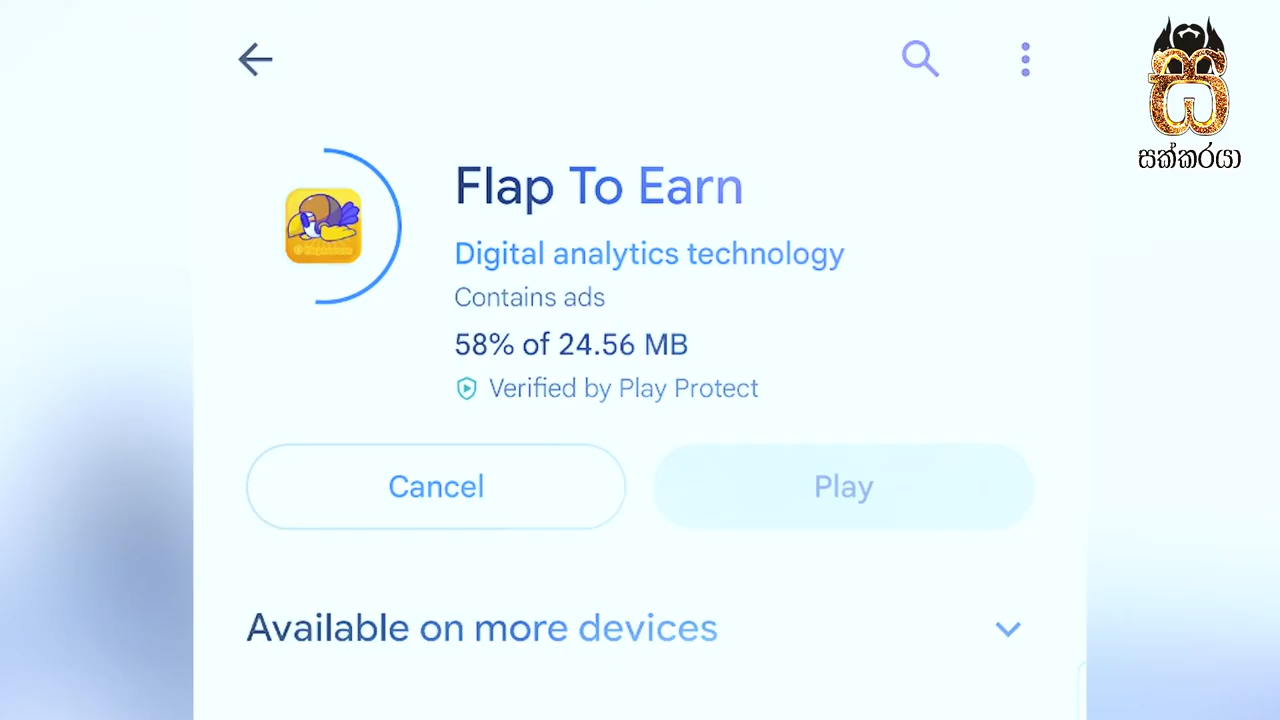 සක්කරයා
Flap To Earn
Digital analytics technology
Contains ads
58% of 24.56 MB
Verified by Play Protect
Cancel
Play
Available on more devices